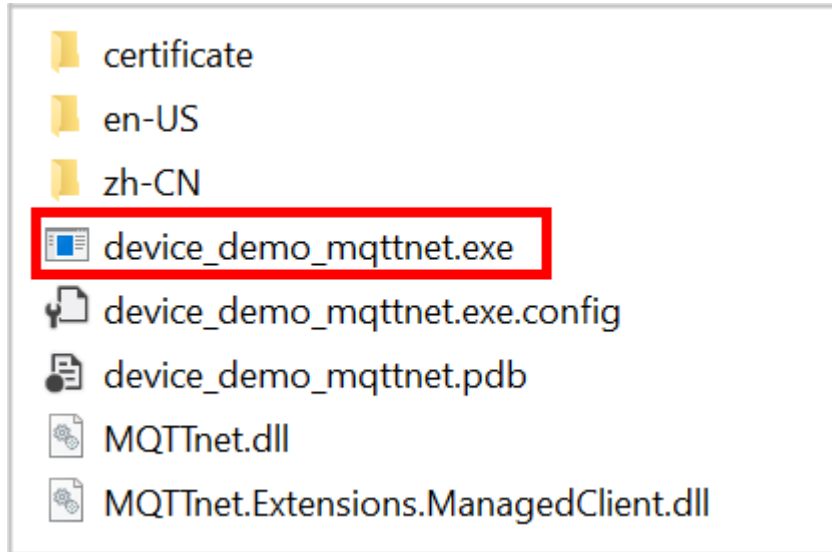 certificate
en-US
zh-CN
device_demo_mqttnet.exe
device_demo_mqttnet.exe.config
device_demo_mqttnet.pdb
MQTTnet.dll
MQTTnet.Extensions.ManagedClient.dll